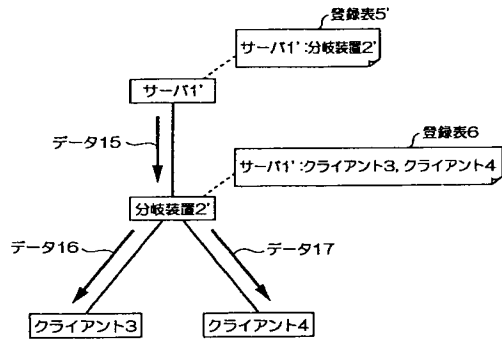 登録表5'
サーバ1':分岐装置2'
サーバ1'
データ15
登録表6
サーバ1':クライアント3, クライアント4
分岐装置2'
データ16
データ17
クライアント3
クライアント4